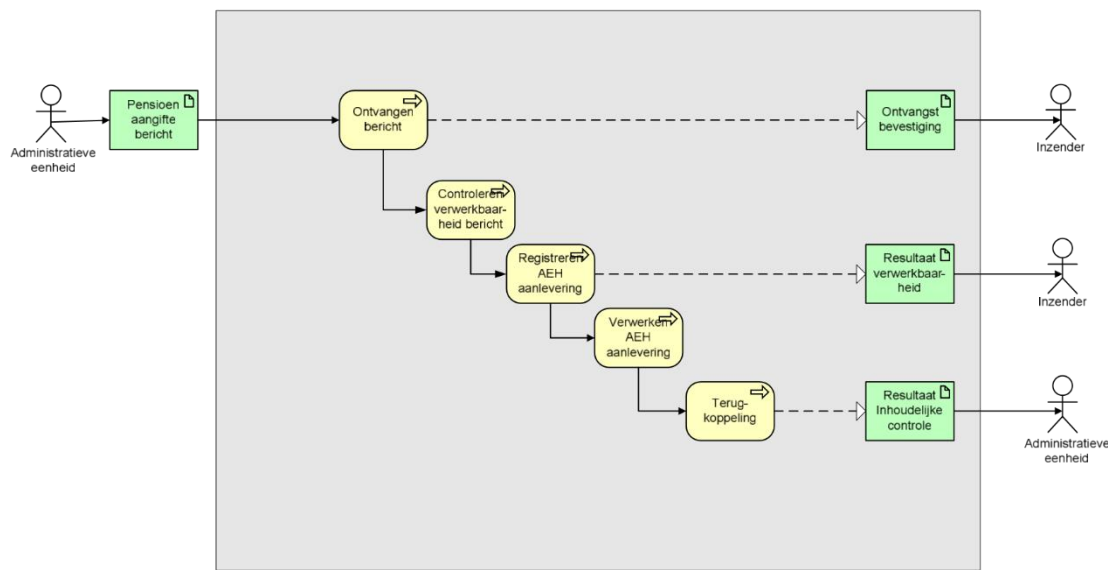 Administratieve
eenheid
Pensioen
aangifte
bericht
Ontvangen
bericht
Ontvangst
bevestiging
Inzender
Controleren
verwerkbaar-
heid bericht
Registreren
AEH
aanlevering
Resultaat
verwerkbaar-
heid
Inzender
Verwerken
AEH
aanlevering
Terug-
koppeling
Resultaat
Inhoudelijke
controle
Administratieve
eenheid